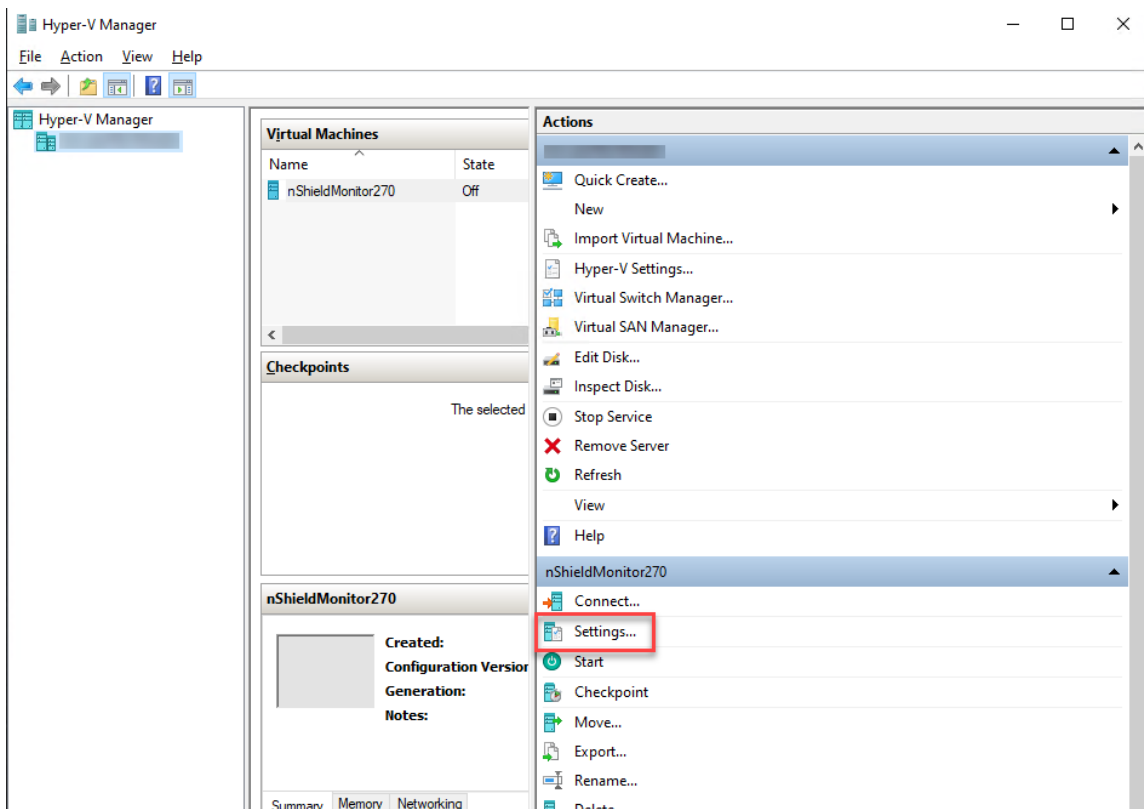 Hyper-V Manager
File Action View Help
Hyper-V Manager
Virtual Machines
Name State
nShieldMonitor270 Off
Checkpoints
The selected
nShieldMonitor270
Created:
Configuration Version
Generation:
Notes:
Summary Memory Networking
Actions
Quick Create...
New
Import Virtual Machine...
Hyper-V Settings...
Virtual Switch Manager...
Virtual SAN Manager...
Edit Disk...
Inspect Disk...
Stop Service
Remove Server
Refresh
View
Help
nShieldMonitor270
Connect...
Settings...
Start
Checkpoint
Move...
Export...
Rename...
Delete